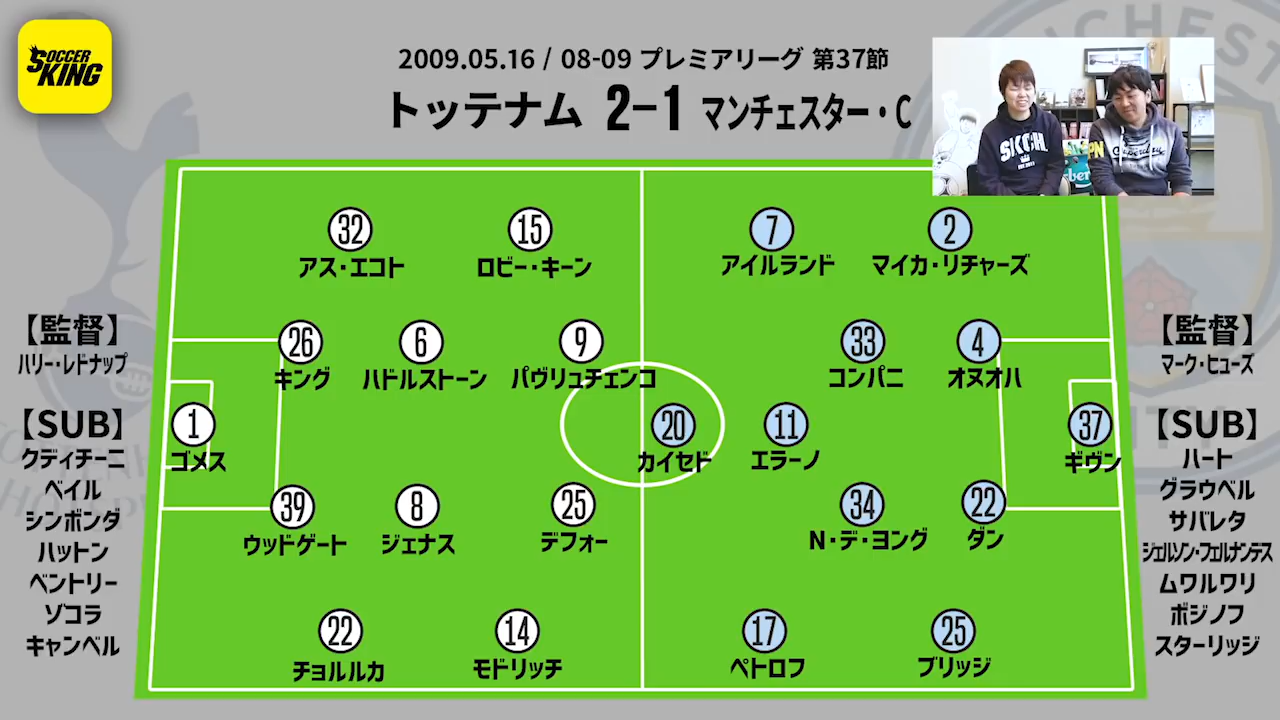 SOCCER KING
2009.05.16 / 08-09 プレミアリーグ 第37節
トッテナム 2-1 マンチェスター・C
SKCH
32
アス・エコト
15
ロビー・キーン
7
アイルランド
2
マイカ・リチャーズ
【監督】
ハリー・レドナップ
26
キング
6
ハドルストーン
9
パヴリュチェンコ
33
コンパニ
4
オヌオハ
【監督】
マーク・ヒューズ
1
ゴメス
20
カイセド
11
エラーノ
37
ギヴン
39
ウッドゲート
8
ジェナス
25
デフォー
34
N・デ・ヨング
22
ダン
22
チョルルカ
14
モドリッチ
17
ペトロフ
25
ブリッジ
【SUB】
クディチーニ
ベイル
シンボンダ
ハットン
ベントリー
ゾコラ
キャンベル
【SUB】
ハート
グラウベル
サバレタ
ジェルソン・フェルナンデス
ムワルワリ
ボジノフ
スターリッジ